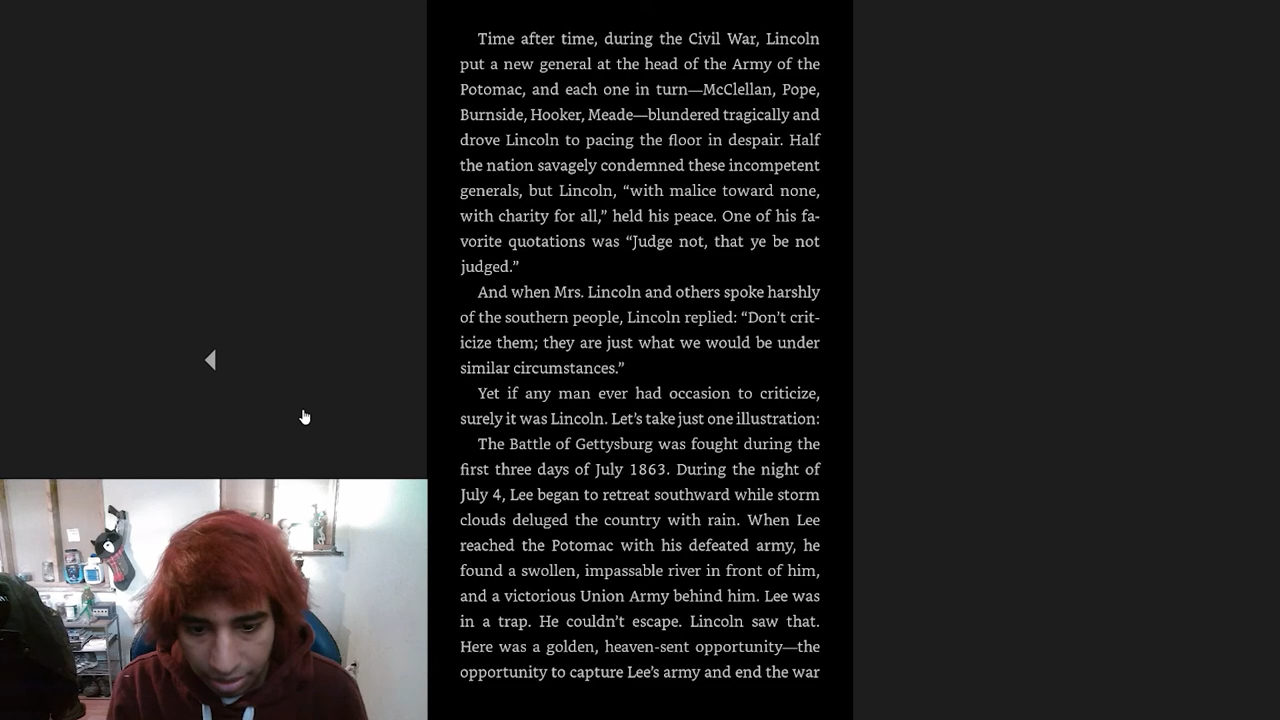 Time after time, during the Civil War, Lincoln
put a new general at the head of the Army of the
Potomac, and each one in turn—McClellan, Pope,
Burnside, Hooker, Meade—blundered tragically and
drove Lincoln to pacing the floor in despair. Half
the nation savagely condemned these incompetent
generals, but Lincoln, “with malice toward none,
with charity for all,” held his peace. One of his fa-
vorite quotations was “Judge not, that ye be not
judged.”
And when Mrs. Lincoln and others spoke harshly
of the southern people, Lincoln replied: “Don’t crit-
icize them; they are just what we would be under
similar circumstances.”
Yet if any man ever had occasion to criticize,
surely it was Lincoln. Let’s take just one illustration:
The Battle of Gettysburg was fought during the
first three days of July 1863. During the night of
July 4, Lee began to retreat southward while storm
clouds deluged the country with rain. When Lee
reached the Potomac with his defeated army, he
found a swollen, impassable river in front of him,
and a victorious Union Army behind him. Lee was
in a trap. He couldn’t escape. Lincoln saw that.
Here was a golden, heaven-sent opportunity—the
opportunity to capture Lee’s army and end the war